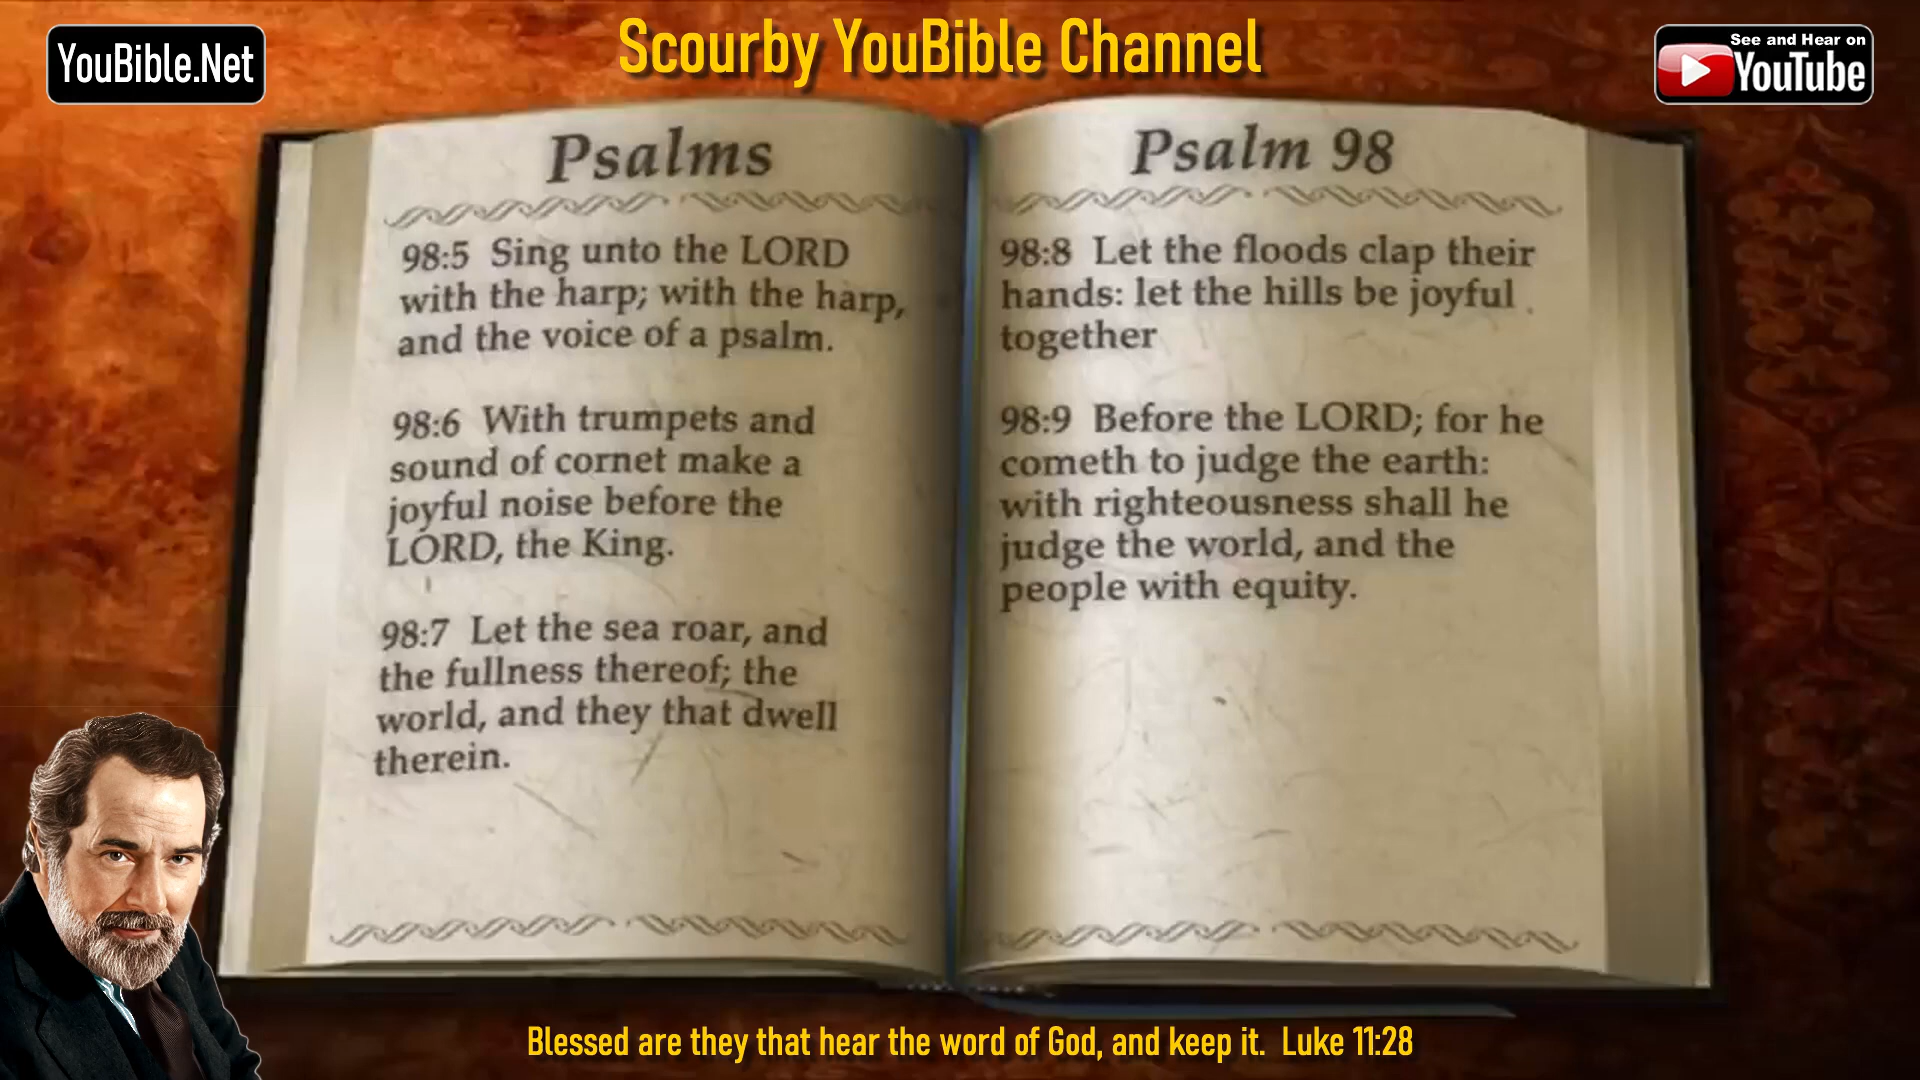 Scourby YouBible Channel
YouBible.Net
See and Hear on
YouTube
Psalms
98:5 Sing unto the LORD
with the harp; with the harp,
and the voice of a psalm.
98:6 With trumpets and
sound of cornet make a
joyful noise before the
LORD, the King.
98:7 Let the sea roar, and
the fullness thereof; the
world, and they that dwell
therein.
Psalm 98
98:8 Let the floods clap their
hands: let the hills be joyful
together
98:9 Before the LORD; for he
cometh to judge the earth:
with righteousness shall he
judge the world, and the
people with equity.
Blessed are they that hear the word of God, and keep it. Luke 11:28